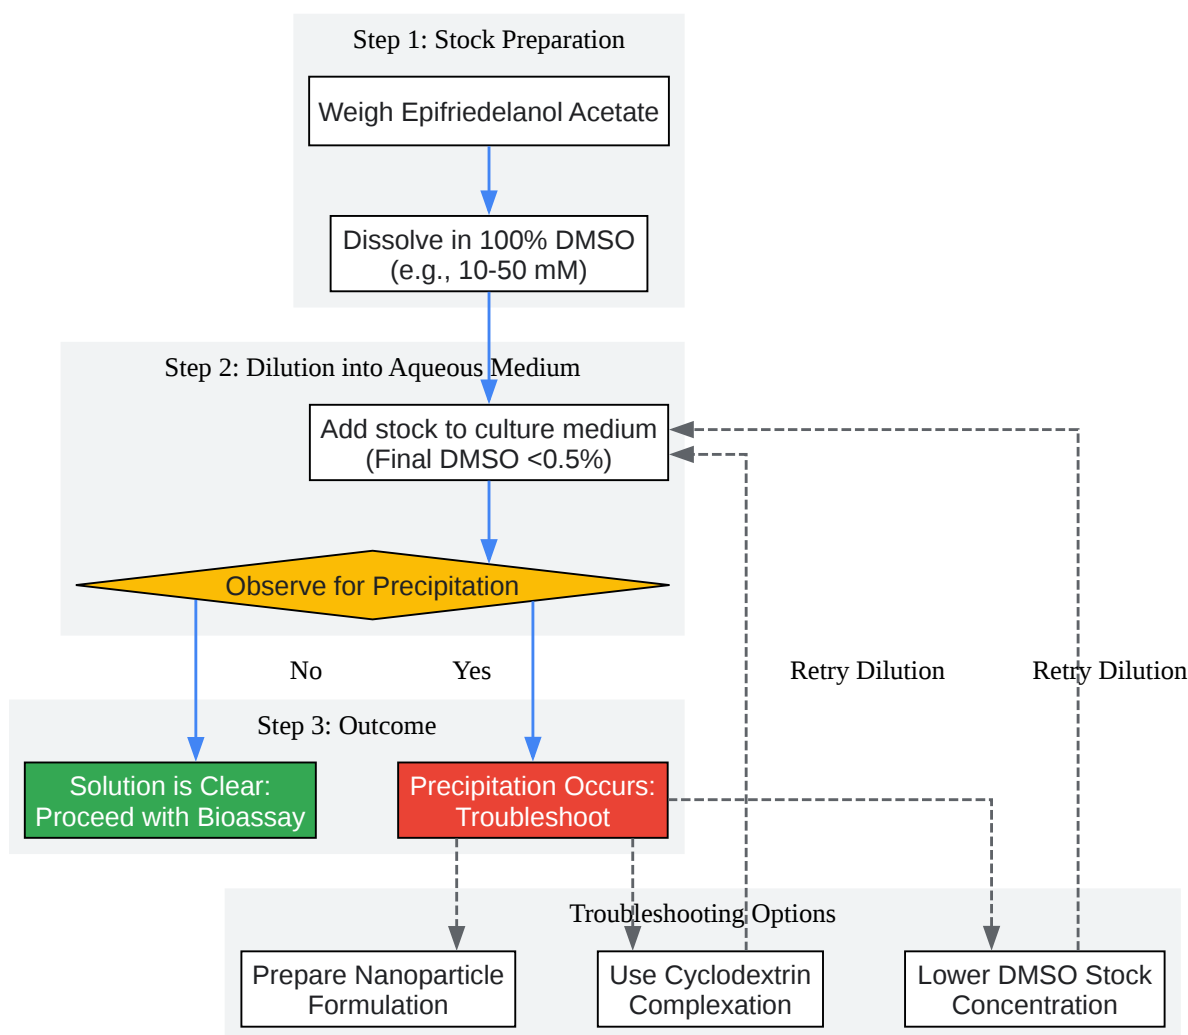 Step 1: Stock Preparation
Weigh Epifriedelanol Acetate
Dissolve in 100% DMSO
(e.g., 10-50 mM)
Step 2: Dilution into Aqueous Medium
Add stock to culture medium
(Final DMSO <0.5%)
Observe for Precipitation
No
Yes
Retry Dilution
Retry Dilution
Step 3: Outcome
Solution is Clear:
Proceed with Bioassay
Precipitation Occurs:
Troubleshoot
Troubleshooting Options
Prepare Nanoparticle
Formulation
Use Cyclodextrin
Complexation
Lower DMSO Stock
Concentration